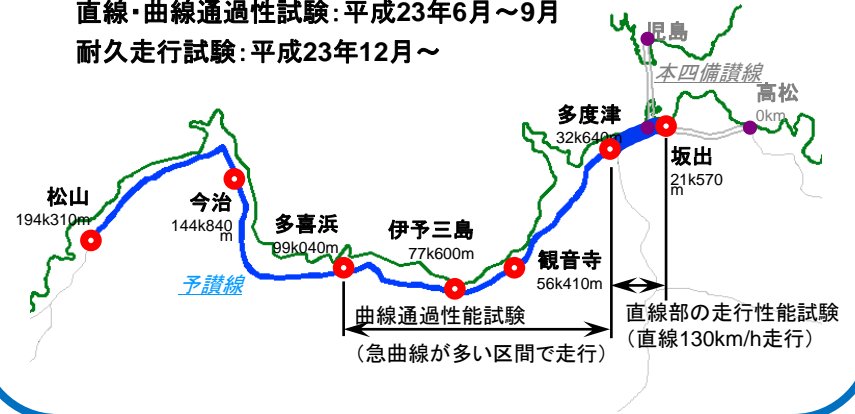 直線・曲線通過性試験:平成23年6月～9月
耐久走行試験:平成23年12月～
児島
本四備讃線
高松
0km
多度津
32k640m
坂出
21k570
m
松山
194k310m
今治
144k840
m
多喜浜
99k040m
伊予三島
77k600m
観音寺
56k410m
予讃線
曲線通過性能試験
（急曲線が多い区間で走行）
直線部の走行性能試験
（直線130km/h走行）